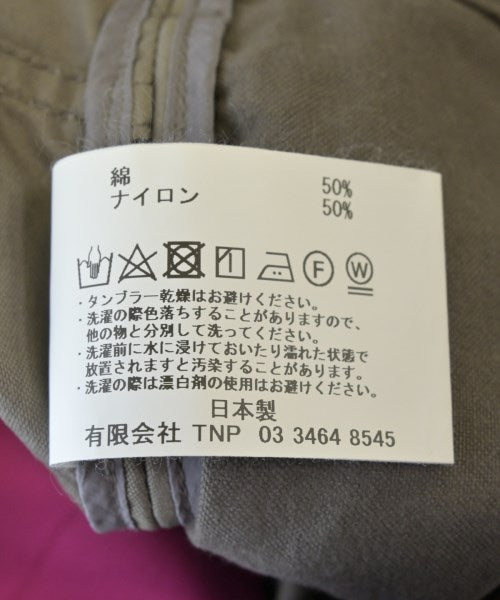 綿 50%
ナイロン 50%
F W
・タンブラー乾燥はお避けください。
・洗濯の際色落ちすることがありますので、
他の物と分別して洗ってください。
・洗濯前に水に浸けておいたり濡れた状態で
放置されますと汚染することがあります。
・洗濯の際は漂白剤の使用はお避けください。
日本製
有限会社 TNP 03 3464 8545